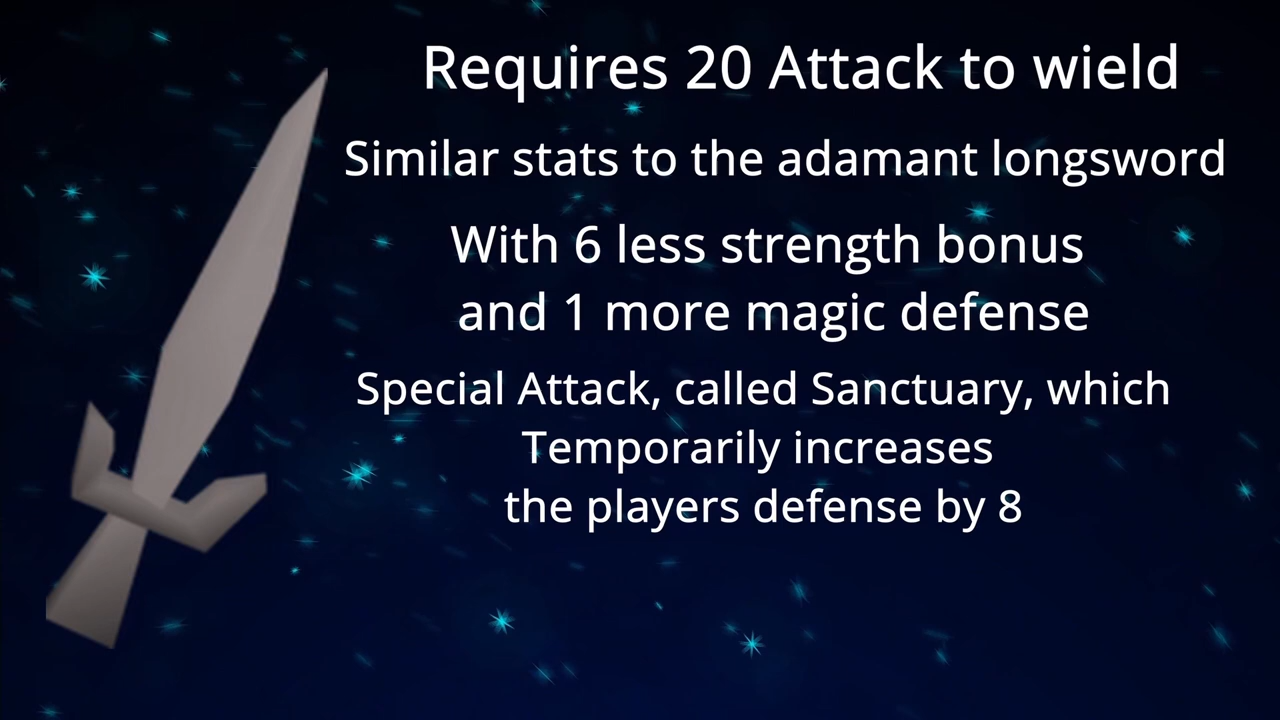 Requires 20 Attack to wield
Similar stats to the adamant longsword
With 6 less strength bonus
and 1 more magic defense
Special Attack, called Sanctuary, which
Temporarily increases
the players defense by 8